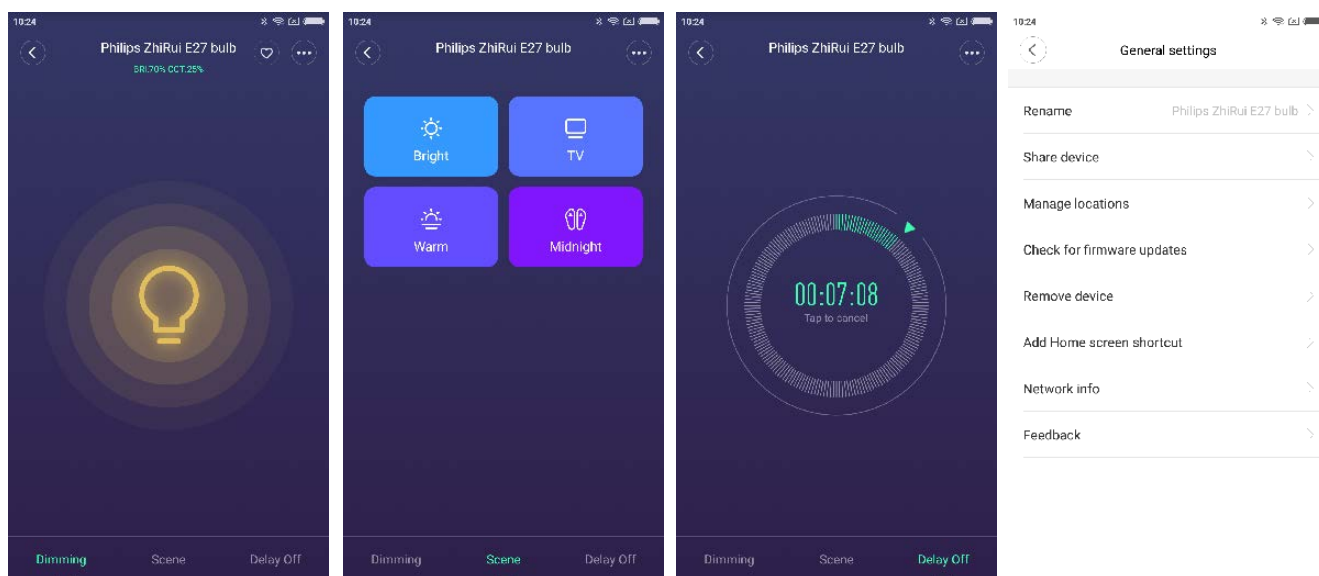 10:24
Philips ZhiRui E27 bulb
BRI.70% CCT.25%
Dimming
Scene
Delay Off
10:24
Philips ZhiRui E27 bulb
Bright
TV
Warm
Midnight
Dimming
Scene
Delay Off
10:24
Philips ZhiRui E27 bulb
00:07:08
Tap to cancel
Dimming
Scene
Delay Off
10:24
General settings
Rename Philips ZhiRui E27 bulb
Share device
Manage locations
Check for firmware updates
Remove device
Add Home screen shortcut
Network info
Feedback